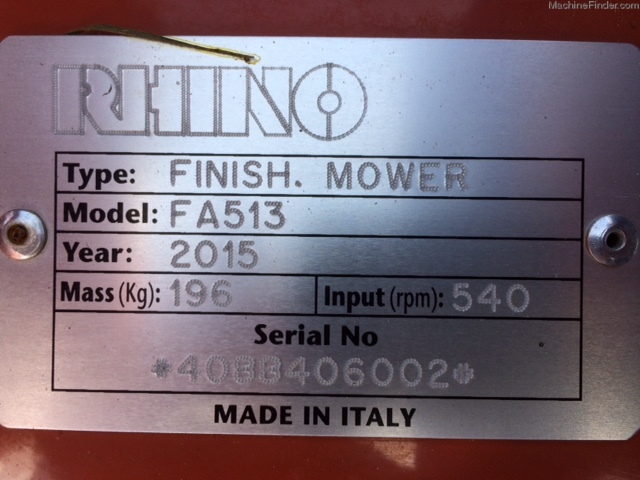 MachineFinder.com
RHINO
Type: FINISH. MOWER
Model: FA513
Year: 2015
Mass (Kg): 196 Input (rpm): 540
Serial No
*4083406002*
MADE IN ITALY